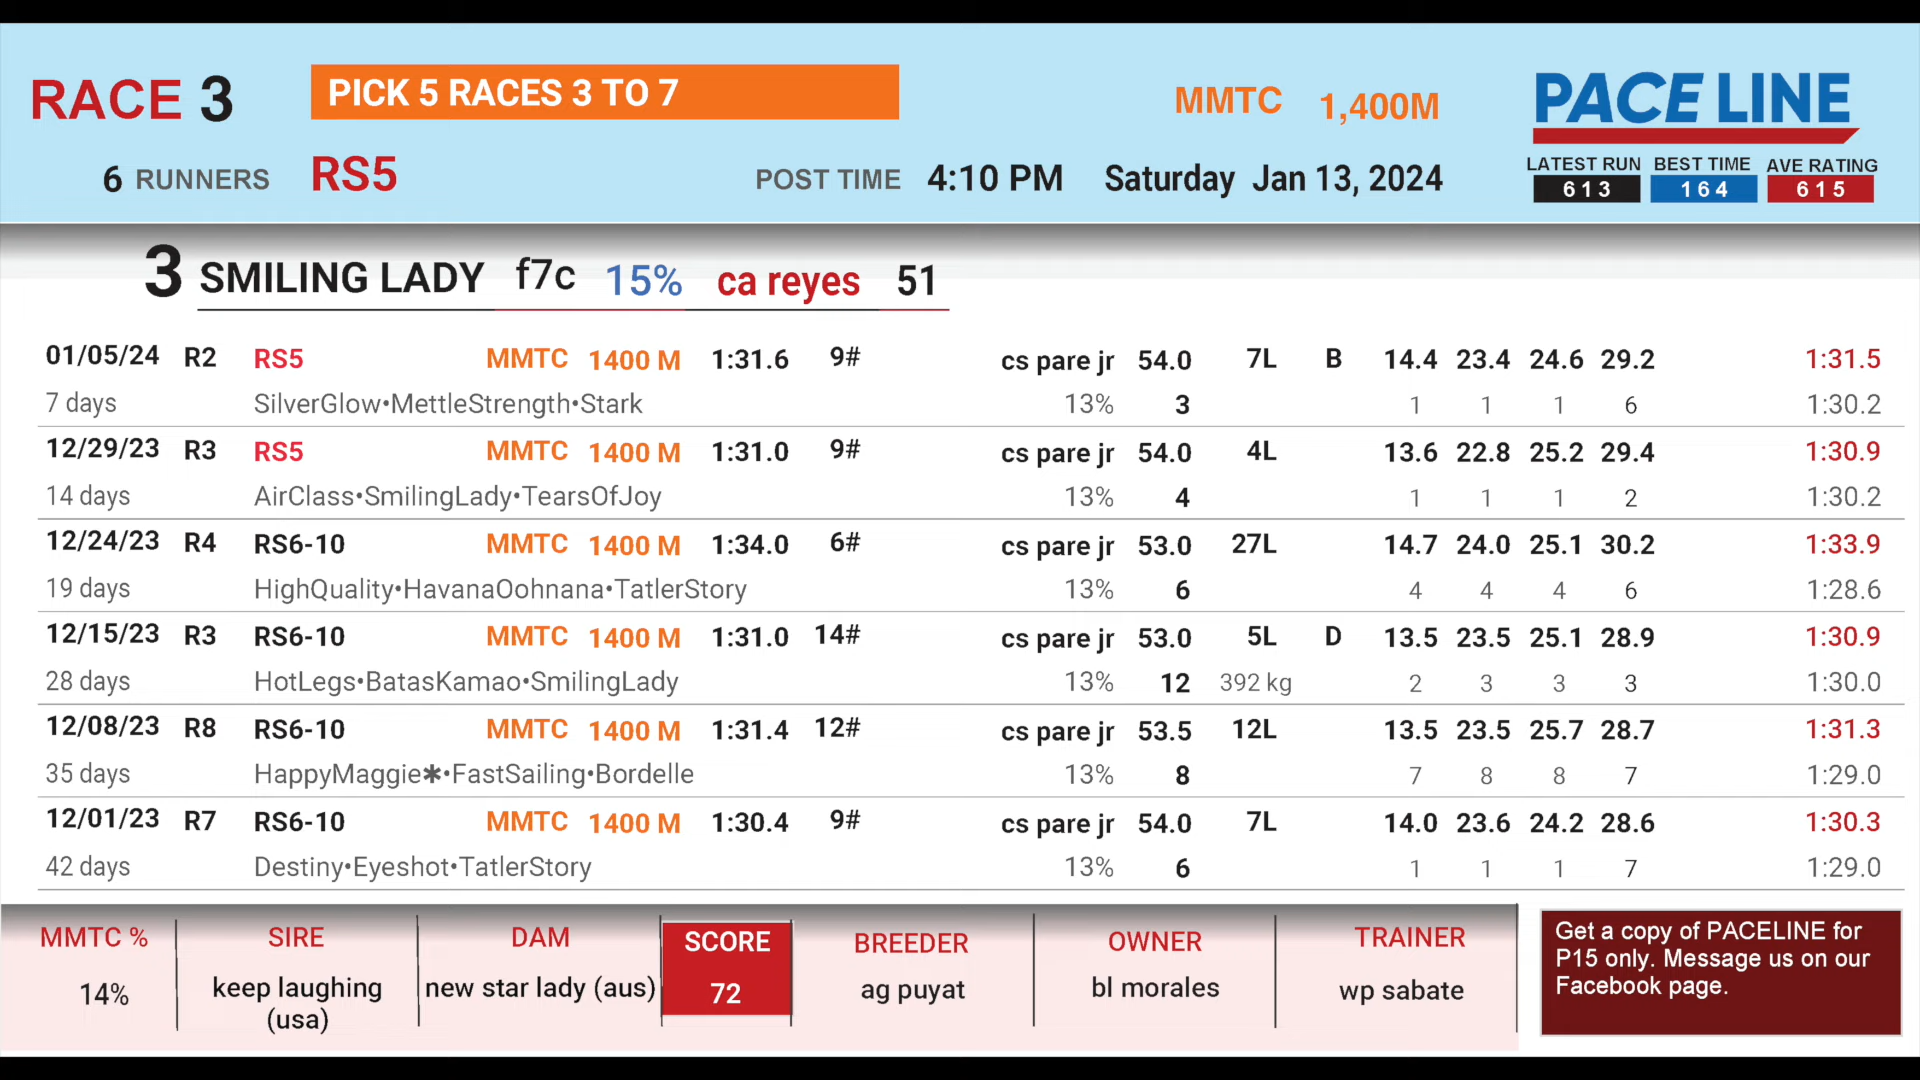 RACE 3 PICK 5 RACES 3 TO 7 MMTC 1,400M PACE LINE
6 RUNNERS RS5 POST TIME 4:10 PM Saturday Jan 13, 2024
LATEST RUN BEST TIME AVE RATING
613 164 615
3 SMILING LADY f7c 15% ca reyes 51
01/05/24 R2 RS5 MMTC 1400 M 1:31.6 9# cs pare jr 54.0 7L B 14.4 23.4 24.6 29.2 1:31.5
7 days SilverGlow•MettleStrength•Stark 13% 3 1 1 1 6 1:30.2
12/29/23 R3 RS5 MMTC 1400 M 1:31.0 9# cs pare jr 54.0 4L 13.6 22.8 25.2 29.4 1:30.9
14 days AirClass•SmilingLady•TearsOfJoy 13% 4 1 1 1 2 1:30.2
12/24/23 R4 RS6-10 MMTC 1400 M 1:34.0 6# cs pare jr 53.0 27L 14.7 24.0 25.1 30.2 1:33.9
19 days HighQuality•HavanaOohnana•TatlerStory 13% 6 4 4 4 6 1:28.6
12/15/23 R3 RS6-10 MMTC 1400 M 1:31.0 14# cs pare jr 53.0 5L D 13.5 23.5 25.1 28.9 1:30.9
28 days HotLegs•BatasKamao•SmilingLady 13% 12 392 kg 2 3 3 3 1:30.0
12/08/23 R8 RS6-10 MMTC 1400 M 1:31.4 12# cs pare jr 53.5 12L 13.5 23.5 25.7 28.7 1:31.3
35 days HappyMaggie✱•FastSailing•Bordelle 13% 8 7 8 8 7 1:29.0
12/01/23 R7 RS6-10 MMTC 1400 M 1:30.4 9# cs pare jr 54.0 7L 14.0 23.6 24.2 28.6 1:30.3
42 days Destiny•Eyeshot•TatlerStory 13% 6 1 1 1 7 1:29.0
MMTC % SIRE DAM SCORE BREEDER OWNER TRAINER
14% keep laughing (usa) new star lady (aus) 72 ag puyat bl morales wp sabate
Get a copy of PACELINE for
P15 only. Message us on our
Facebook page.